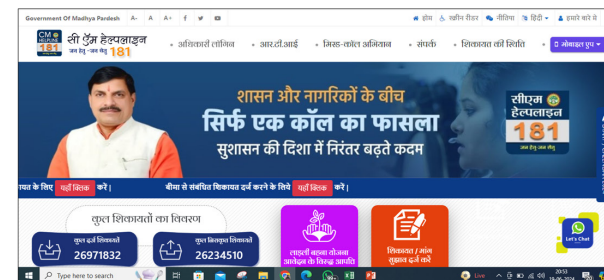 Government Of Madhya Pardesh A- A A+
होम स्क्रीन रीडर नीतियां हिंदी हमारे बारे में
CM HELPLINE 181
सी एम हेल्पलाइन
जन हेतु -जन सेतु 181
अधिकारी लॉगिन आर.टी.आई मिस्ड-कॉल अभियान संपर्क शिकायत की स्थिति मोबाइल एप
शासन और नागरिकों के बीच
सिर्फ एक कॉल का फासला
सुशासन की दिशा में निरंतर बढ़ते कदम
सीएम
हेल्पलाइन
181
जन हेतु जन सेतु
यत के लिए यहाँ क्लिक करें | बीमा से संबंधित शिकायत दर्ज करने के लिये यहाँ क्लिक करें |
कुल शिकायतों का विवरण
कुल दर्ज शिकायतें
26971832
कुल निराकृत शिकायतें
26234510
लाड़ली बहना योजना
आवेदन के विरुद्ध आपत्ति
शिकायत / मांग
सुझाव दर्ज करें
Let's Chat
Type here to search
Live
20:53
19-06-2024